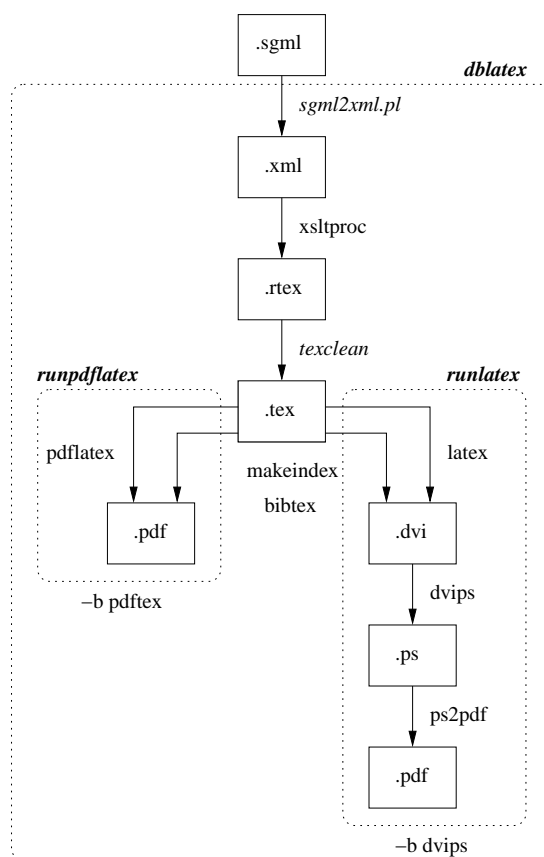 .sgml
dblatex
sgml2xml.pl
.xml
xsltproc
.rtex
texclean
runpdflatex
runlatex
.tex
pdflatex
latex
makeindex
bibtex
.pdf
.dvi
−b pdftex
dvips
.ps
ps2pdf
.pdf
−b dvips